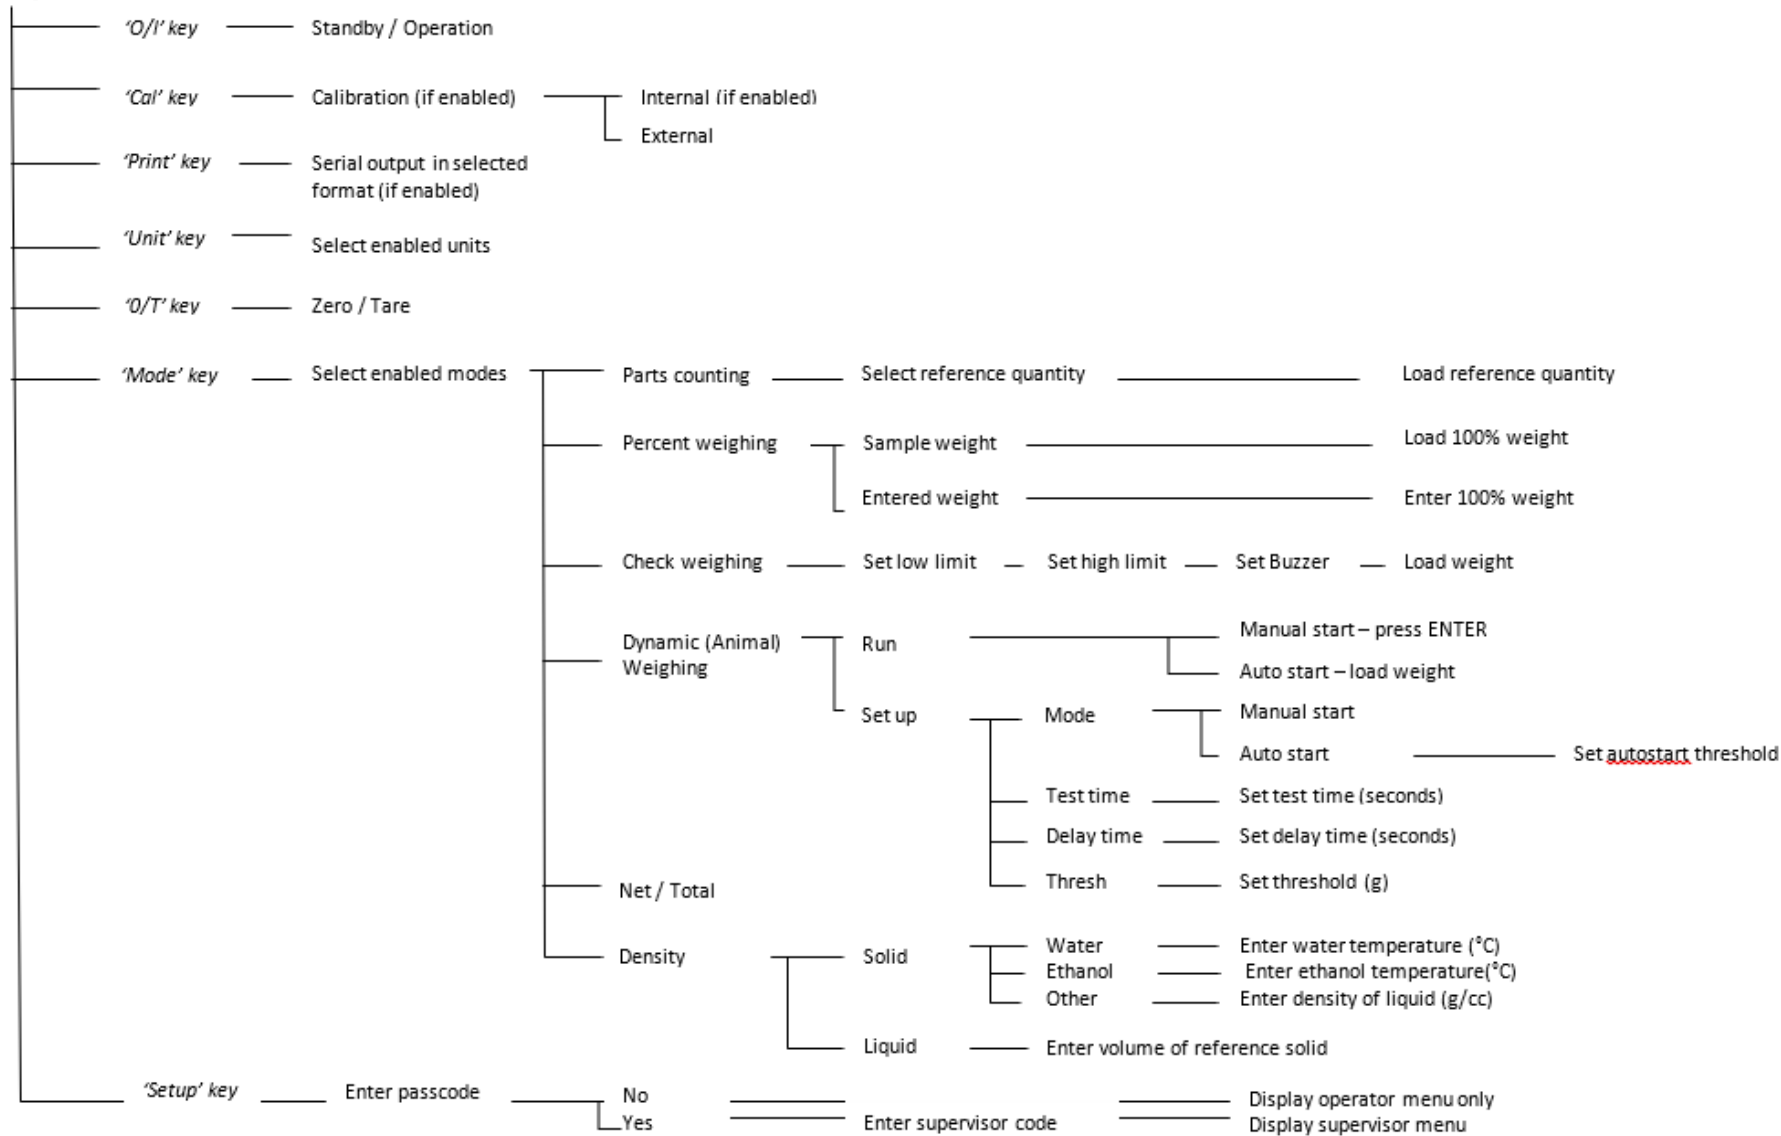 ‘O/I’ key Standby / Operation
‘Cal’ key Calibration (if enabled) Internal (if enabled)
External
‘Print’ key Serial output in selected
format (if enabled)
‘Unit’ key Select enabled units
‘0/T’ key Zero / Tare
‘Mode’ key Select enabled modes Parts counting Select reference quantity Load reference quantity
Percent weighing Sample weight Load 100% weight
Entered weight Enter 100% weight
Check weighing Set low limit Set high limit Set Buzzer Load weight
Dynamic (Animal) Run Manual start – press ENTER
Weighing Auto start – load weight
Set up Mode Manual start
Auto start Set autostart threshold
Test time Set test time (seconds)
Delay time Set delay time (seconds)
Thresh Set threshold (g)
Net / Total
Density Solid Water Enter water temperature (°C)
Ethanol Enter ethanol temperature(°C)
Other Enter density of liquid (g/cc)
Liquid Enter volume of reference solid
‘Setup’ key Enter passcode No Display operator menu only
Yes Enter supervisor code Display supervisor menu